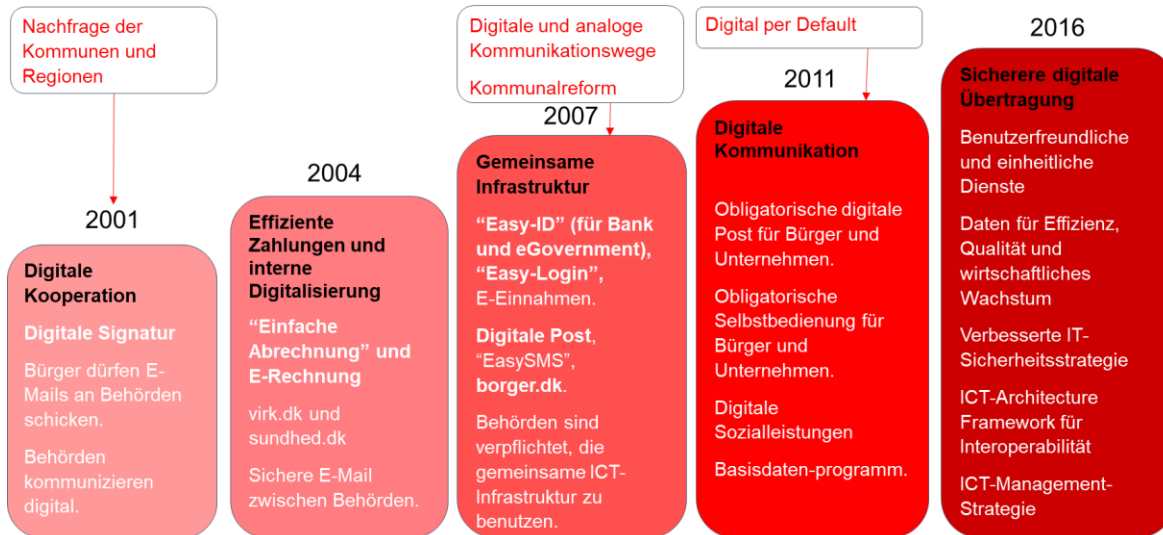 Nachfrage der
Kommunen und
Regionen
2001
Digitale
Kooperation
Digitale Signatur
Bürger dürfen E-
Mails an Behörden
schicken.
Behörden
kommunizieren
digital.
2004
Effiziente
Zahlungen und
interne
Digitalisierung
“Einfache
Abrechnung” und
E-Rechnung
virk.dk und
sundhed.dk
Sichere E-Mail
zwischen Behörden.
Digitale und analoge
Kommunikationswege
Kommunalreform
2007
Gemeinsame
Infrastruktur
“Easy-ID” (für Bank
und eGovernment),
“Easy-Login”,
E-Einnahmen.
Digitale Post,
“EasySMS”,
borger.dk.
Behörden sind
verpflichtet, die
gemeinsame ICT-
Infrastruktur zu
benutzen.
Digital per Default
2011
Digitale
Kommunikation
Obligatorische digitale
Post für Bürger und
Unternehmen.
Obligatorische
Selbstbedienung für
Bürger und
Unternehmen.
Digitale
Sozialleistungen
Basisdaten-programm.
2016
Sicherere digitale
Übertragung
Benutzerfreundliche
und einheitliche
Dienste
Daten für Effizienz,
Qualität und
wirtschaftliches
Wachstum
Verbesserte IT-
Sicherheitsstrategie
ICT-Architecture
Framework für
Interoperabilität
ICT-Management-
Strategie